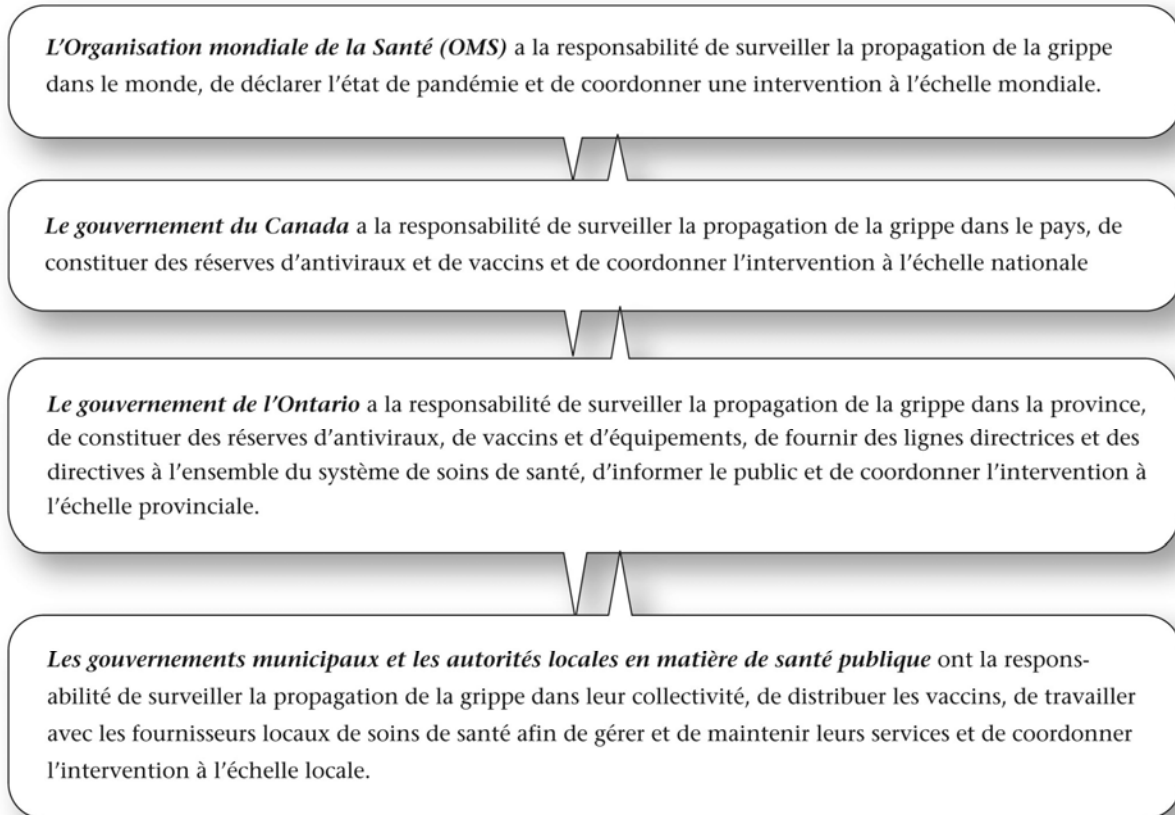 L’Organisation mondiale de la Santé (OMS) a la responsabilité de surveiller la propagation de la grippe
dans le monde, de déclarer l’état de pandémie et de coordonner une intervention à l’échelle mondiale.
Le gouvernement du Canada a la responsabilité de surveiller la propagation de la grippe dans le pays, de
constituer des réserves d’antiviraux et de vaccins et de coordonner l’intervention à l’échelle nationale
Le gouvernement de l’Ontario a la responsabilité de surveiller la propagation de la grippe dans la province,
de constituer des réserves d’antiviraux, de vaccins et d’équipements, de fournir des lignes directrices et des
directives à l’ensemble du système de soins de santé, d’informer le public et de coordonner l’intervention à
l’échelle provinciale.
Les gouvernements municipaux et les autorités locales en matière de santé publique ont la respons-
abilité de surveiller la propagation de la grippe dans leur collectivité, de distribuer les vaccins, de travailler
avec les fournisseurs locaux de soins de santé afin de gérer et de maintenir leurs services et de coordonner
l’intervention à l’échelle locale.